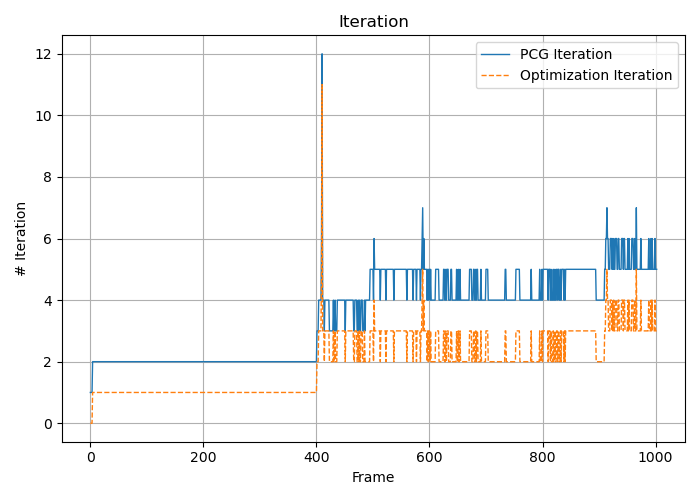 Iteration
PCG Iteration
Optimization Iteration
# Iteration
12
10
8
6
4
2
0
0 200 400 600 800 1000
Frame